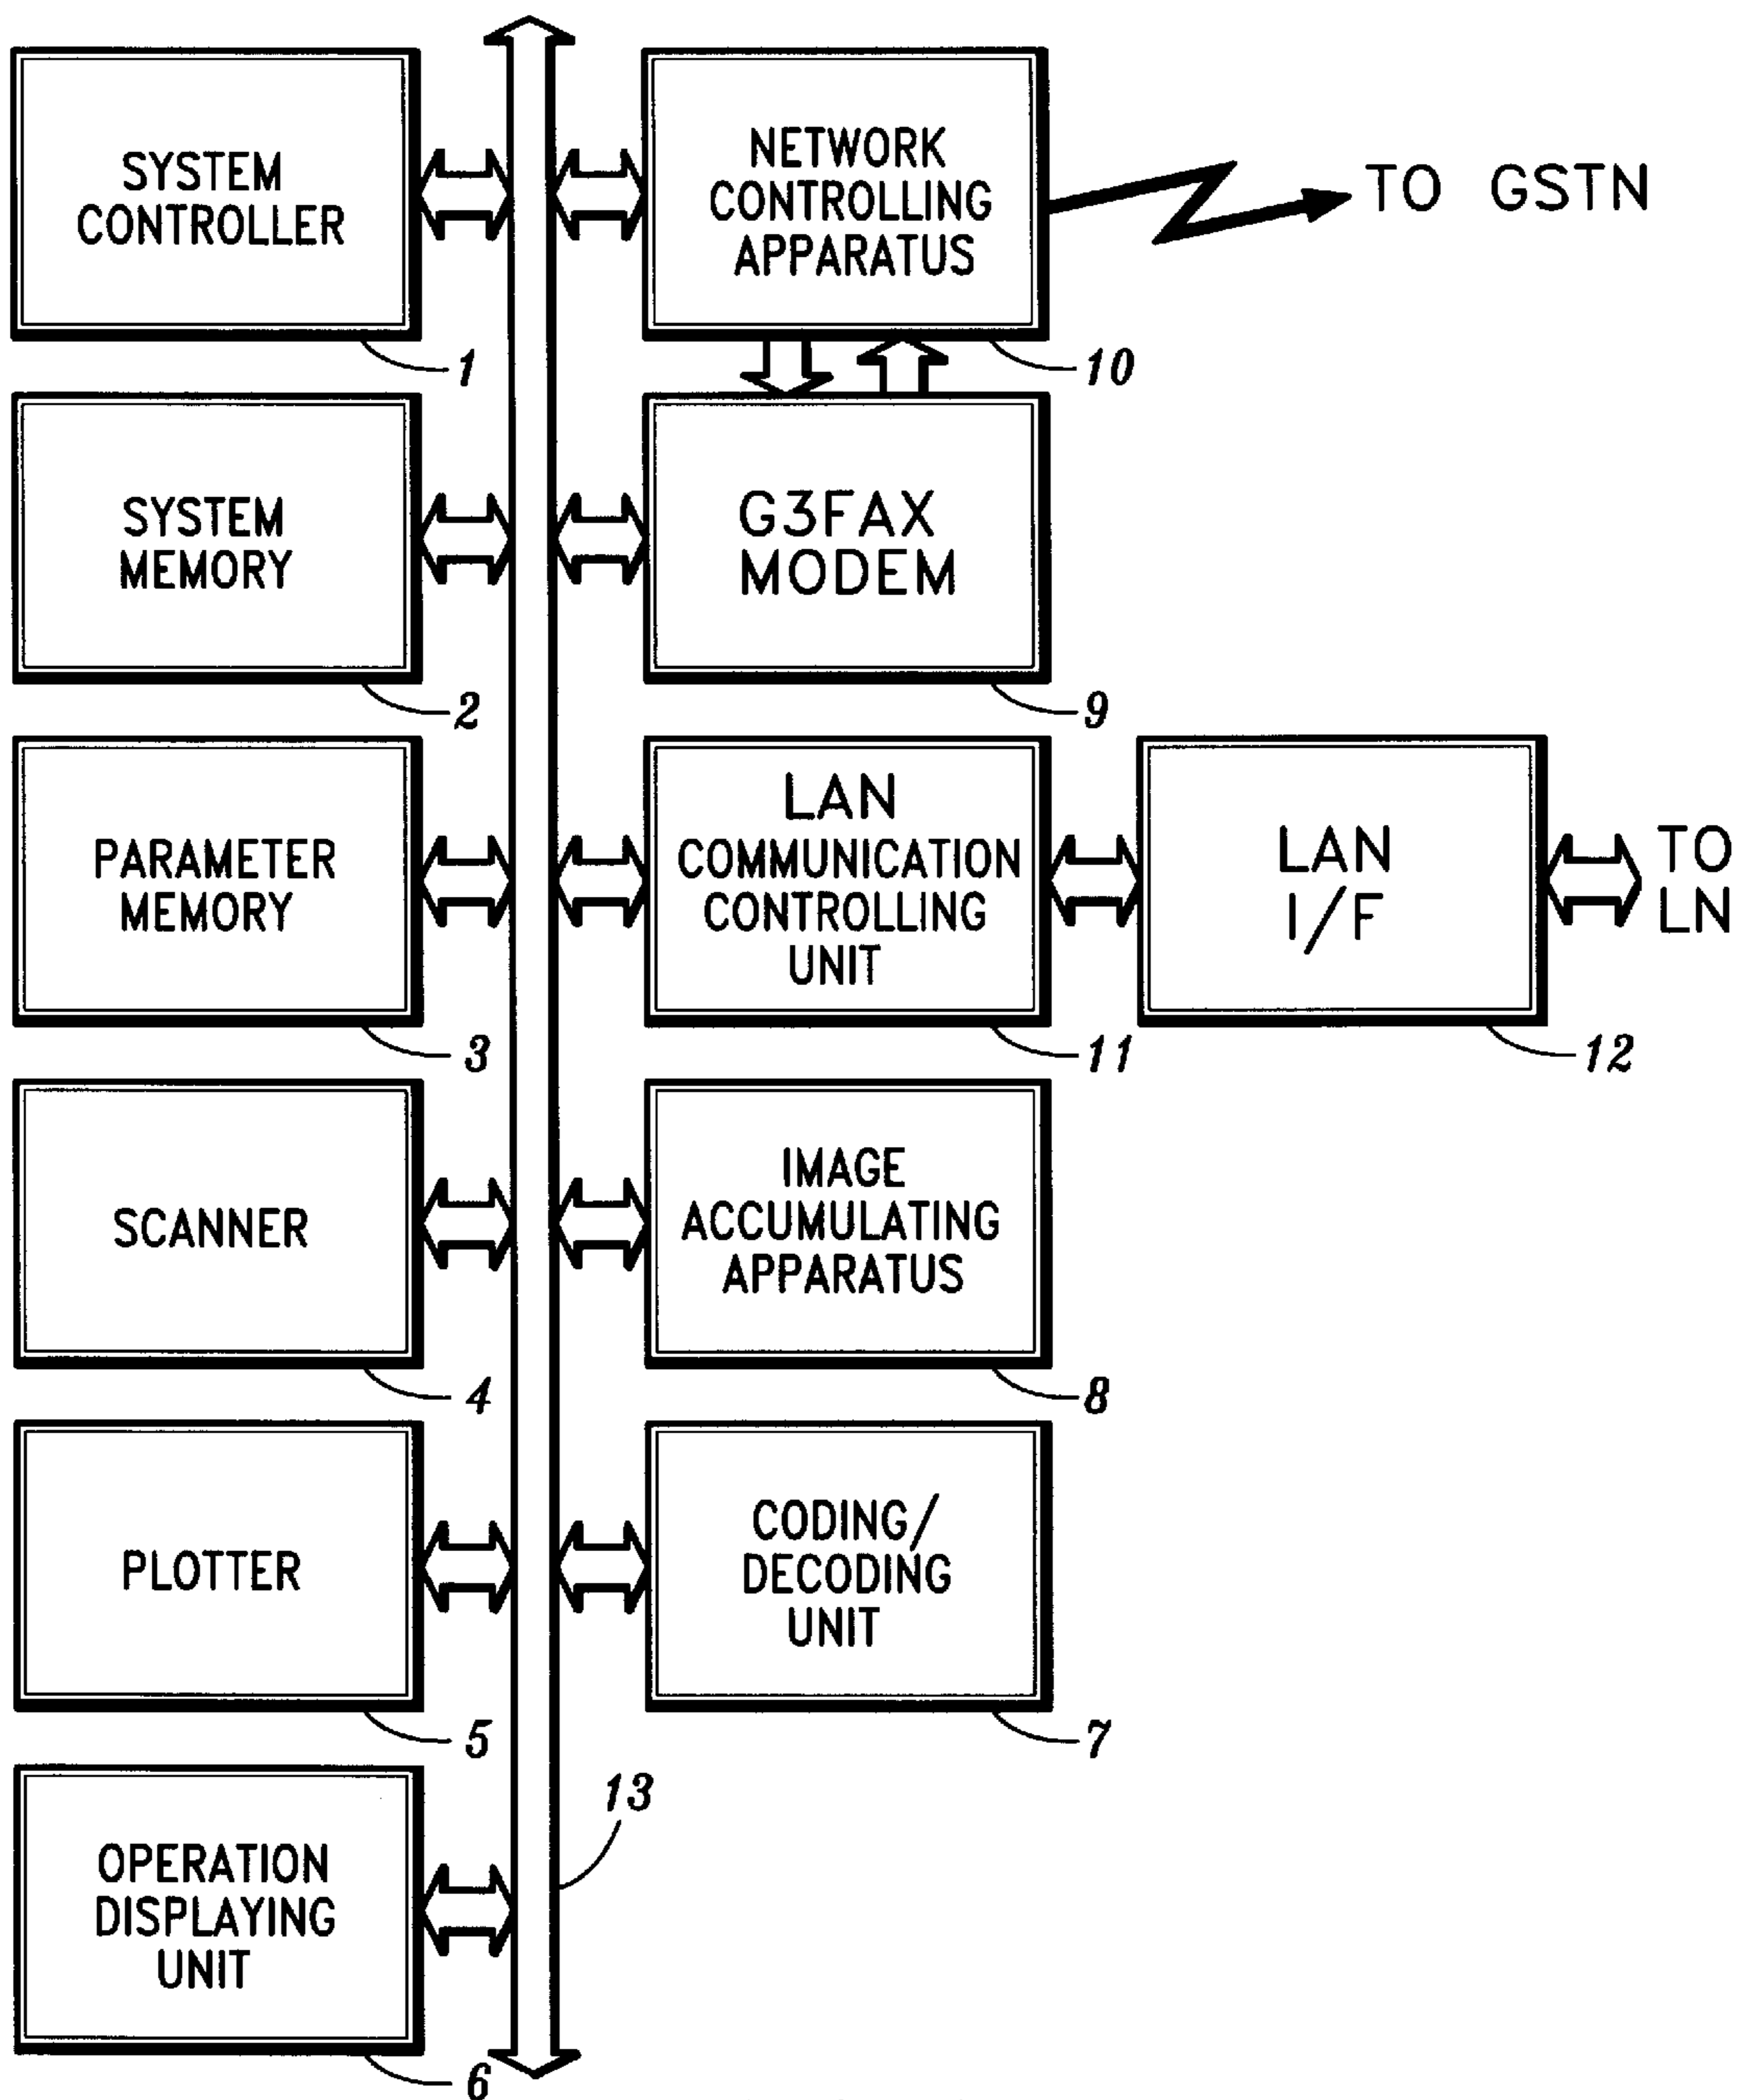 SYSTEM
CONTROLLER
1
NETWORK
CONTROLLING
APPARATUS
10
TO GSTN
SYSTEM
MEMORY
2
G3FAX
MODEM
9
PARAMETER
MEMORY
3
LAN
COMMUNICATION
CONTROLLING
UNIT
11
LAN
I/F
12
TO
LN
SCANNER
4
IMAGE
ACCUMULATING
APPARATUS
8
PLOTTER
5
CODING/
DECODING
UNIT
7
OPERATION
DISPLAYING
UNIT
6
13